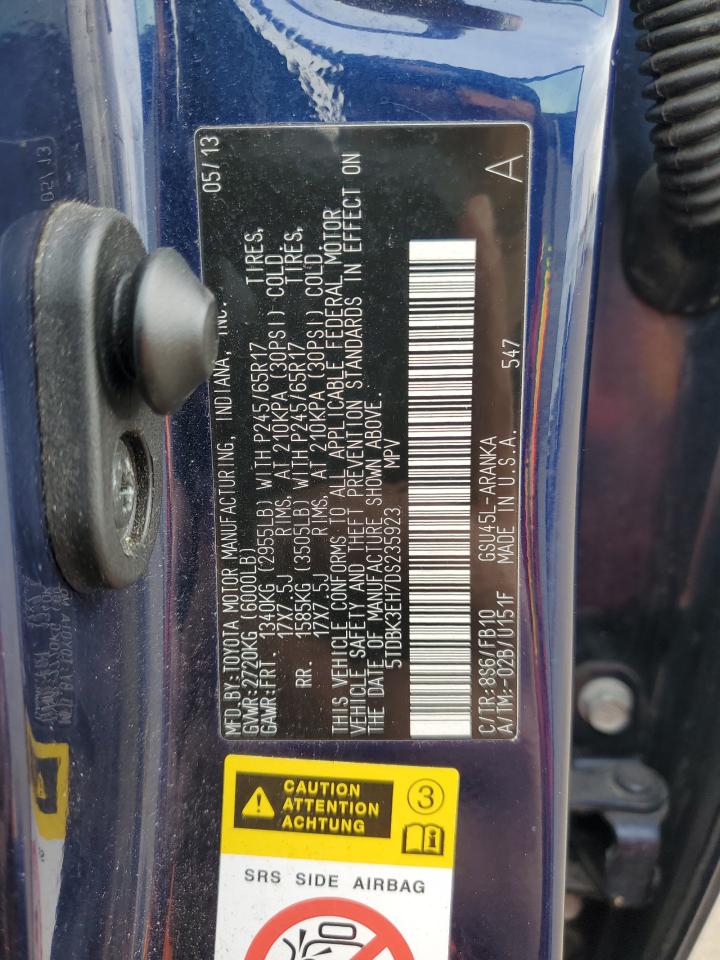 MFD.BY:TOYOTA MOTOR MANUFACTURING, INDIANA, INC. 05/13
GVWR:2720KG (6000LB)
GAWR:FRT. 1340KG (2955LB) WITH P245/65R17 TIRES,
17X7.5J RIMS, AT 210KPA (30PSI) COLD.
RR. 1585KG (3505LB) WITH P245/65R17 TIRES,
17X7.5J RIMS, AT 210KPA (30PSI) COLD.
THIS VEHICLE CONFORMS TO ALL APPLICABLE FEDERAL MOTOR
VEHICLE SAFETY AND THEFT PREVENTION STANDARDS IN EFFECT ON
THE DATE OF MANUFACTURE SHOWN ABOVE.
5TDBK3EH7DS235923 MPV
C/TR:8S6/FB10 GSU45L-ARANKA
A/TM:-02B/U151F MADE IN U.S.A. 547 A
CAUTION
ATTENTION
ACHTUNG
3
SRS SIDE AIRBAG